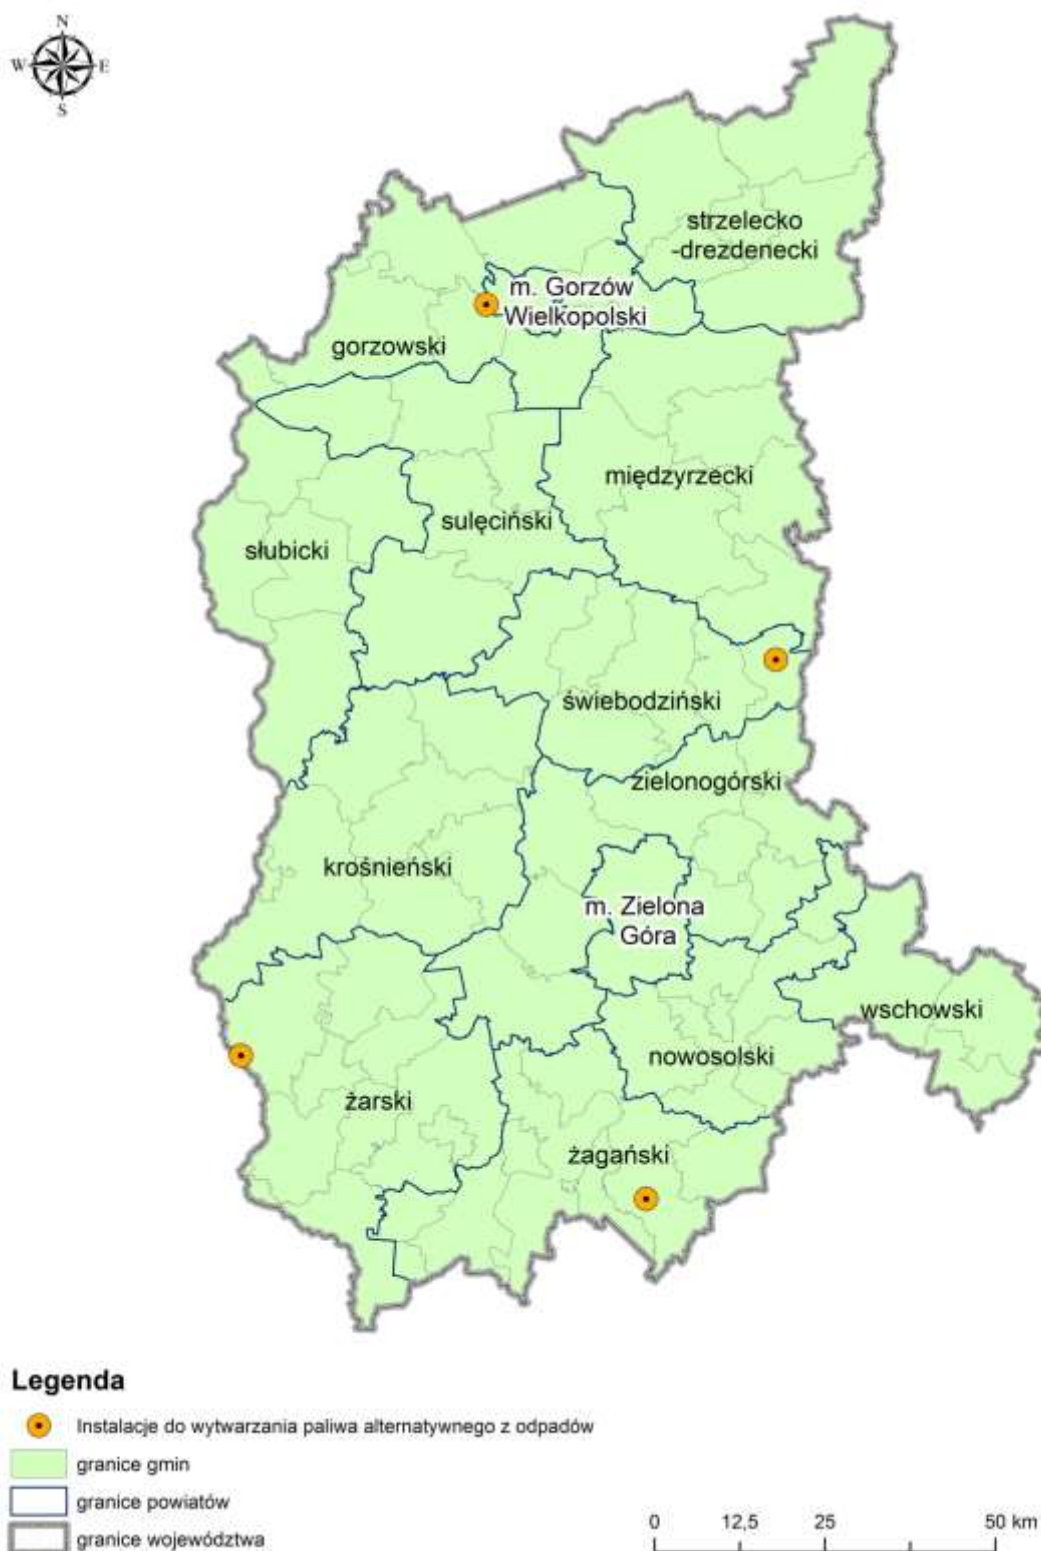 N
W E
S
strzelecko
-drezdenecki
m. Gorzów
Wielkopolski
gorzowski
międzyrzecki
sulęciński
słubicki
świebodziński
zielonogórski
krośnieński
m. Zielona
Góra
wschowski
nowosolski
żarski
żagański
Legenda
Instalacje do wytwarzania paliwa alternatywnego z odpadów
granice gmin
granice powiatów
granice województwa
0 12,5 25 50 km